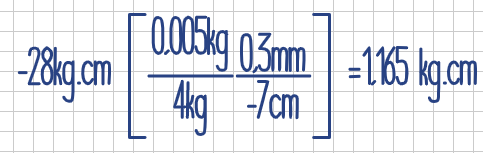 -28kg.cm [ 0.005kg / 4kg 0,3mm / -7cm ] = 1.165 kg.cm